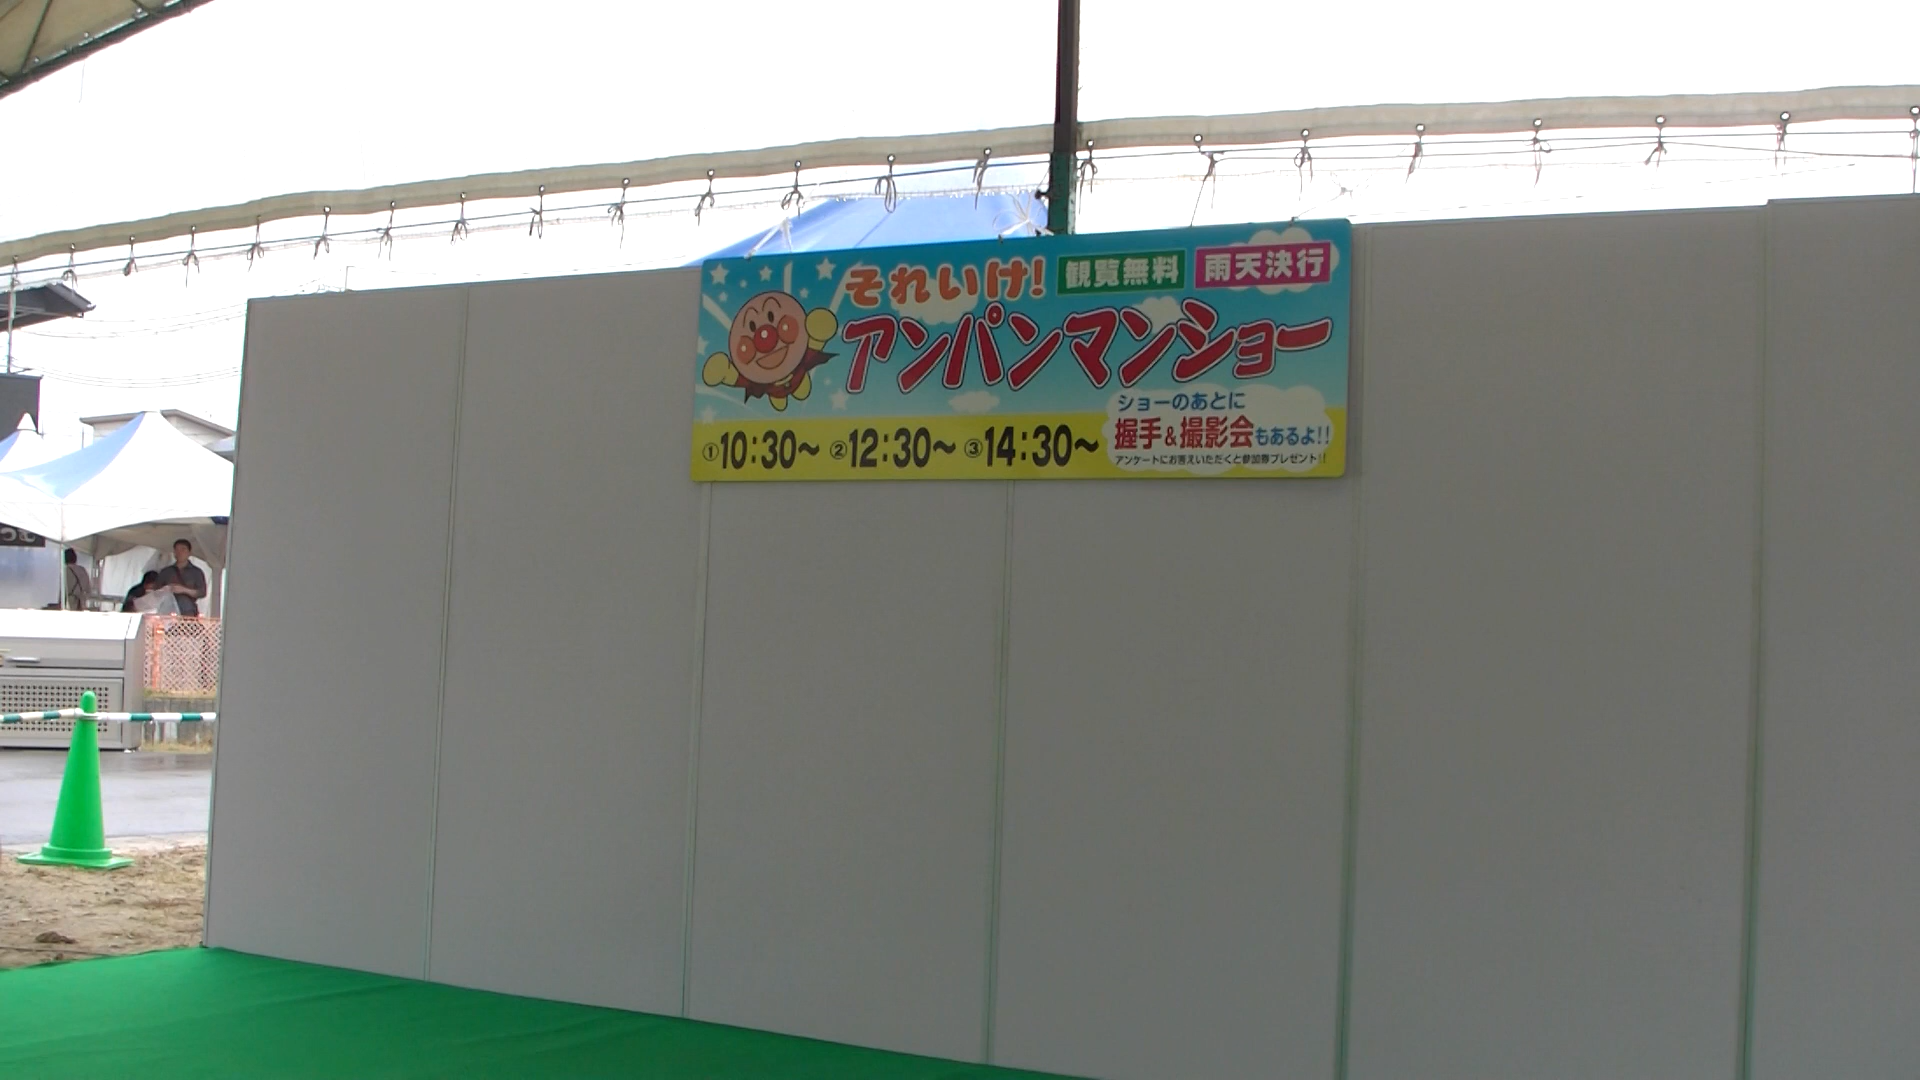 それいけ! 観覧無料 雨天決行
アンパンマンショー
ショーのあとに
①10:30～ ②12:30～ ③14:30～ 握手&撮影会もあるよ!!
アンケートにお答えいただくと参加券プレゼント!!